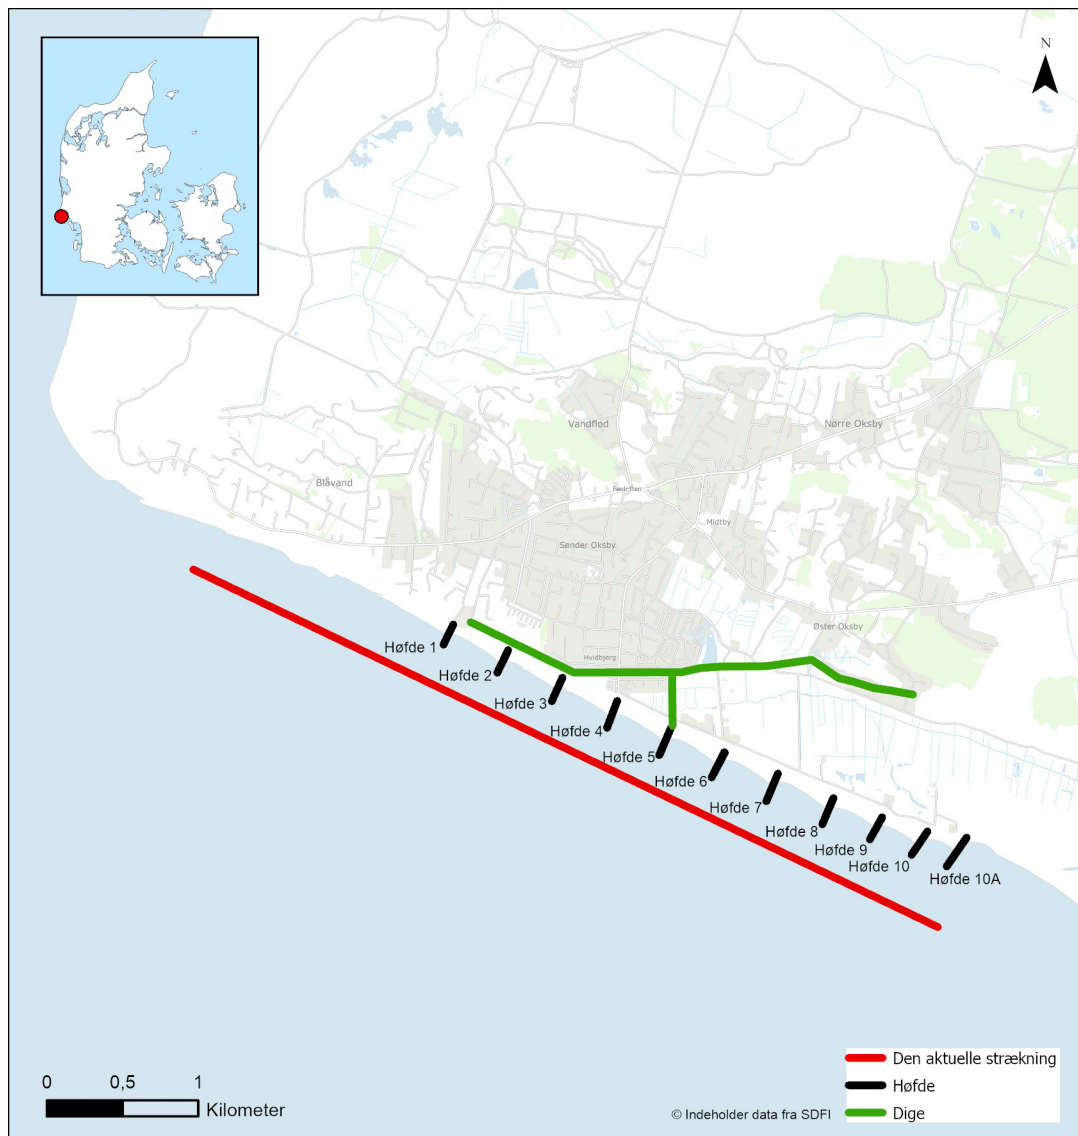 N
Vandflod
Nørre Oksby
Blåvand
Midtby
Sønder Oksby
Øster Oksby
Hvidbjerg
Høfde 1
Høfde 2
Høfde 3
Høfde 4
Høfde 5
Høfde 6
Høfde 7
Høfde 8
Høfde 9
Høfde 10
Høfde 10A
0 0,5 1
Kilometer
© Indeholder data fra SDFI
Den aktuelle strækning
Høfde
Dige